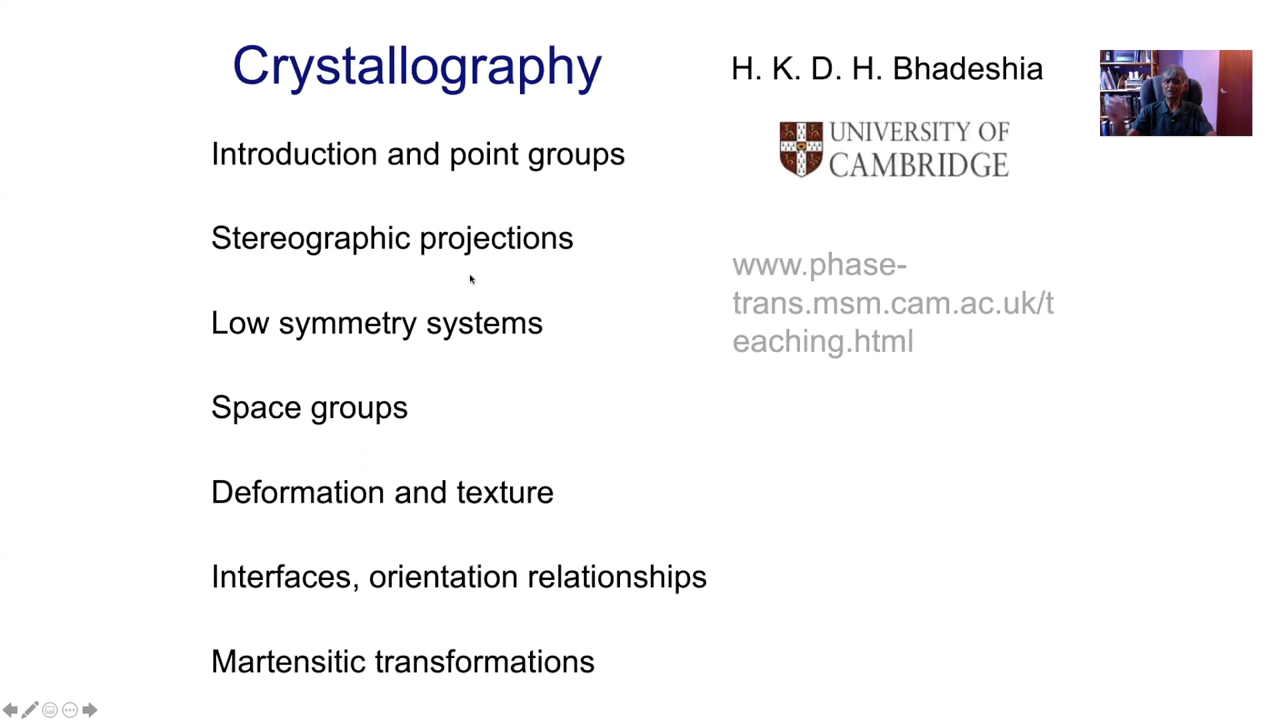 Crystallography
H. K. D. H. Bhadeshia
UNIVERSITY OF
CAMBRIDGE
Introduction and point groups
Stereographic projections
www.phase-
trans.msm.cam.ac.uk/t
eaching.html
Low symmetry systems
Space groups
Deformation and texture
Interfaces, orientation relationships
Martensitic transformations